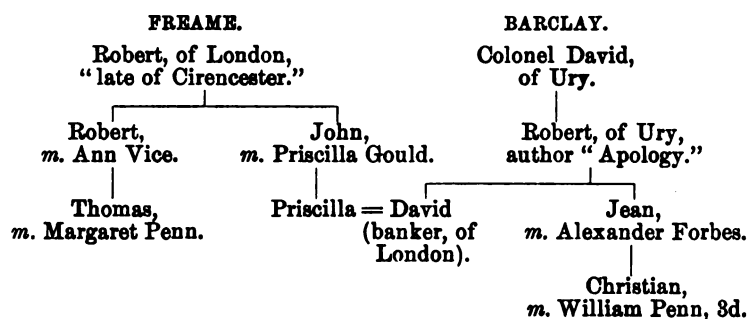 FREAME.
BARCLAY.
Robert, of London,
"late of Cirencester."
Colonel David,
of Ury.
Robert,
m. Ann Vice.
John,
m. Priscilla Gould.
Robert, of Ury,
author "Apology."
Thomas,
m. Margaret Penn.
Priscilla = David
(banker, of
London).
Jean,
m. Alexander Forbes.
Christian,
m. William Penn, 3d.